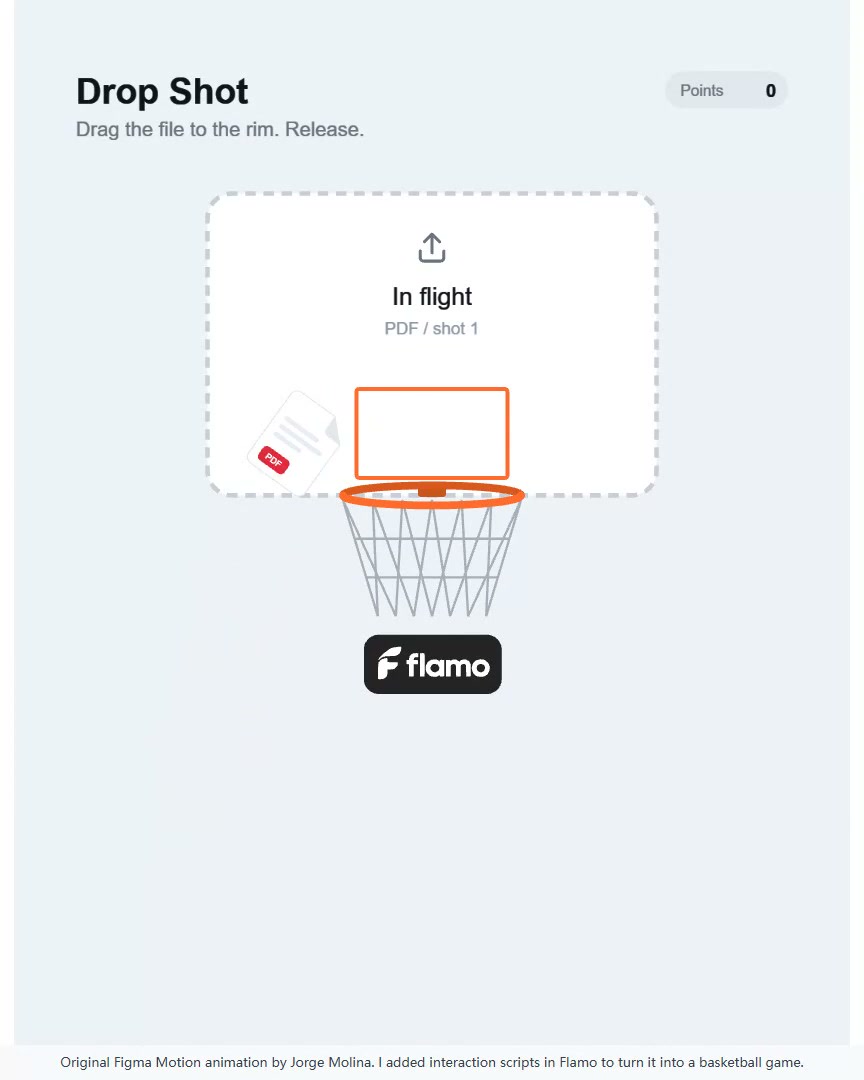 Drop Shot
Points 0
Drag the file to the rim. Release.
In flight
PDF / shot 1
PDF
flamo
Original Figma Motion animation by Jorge Molina. I added interaction scripts in Flamo to turn it into a basketball game.